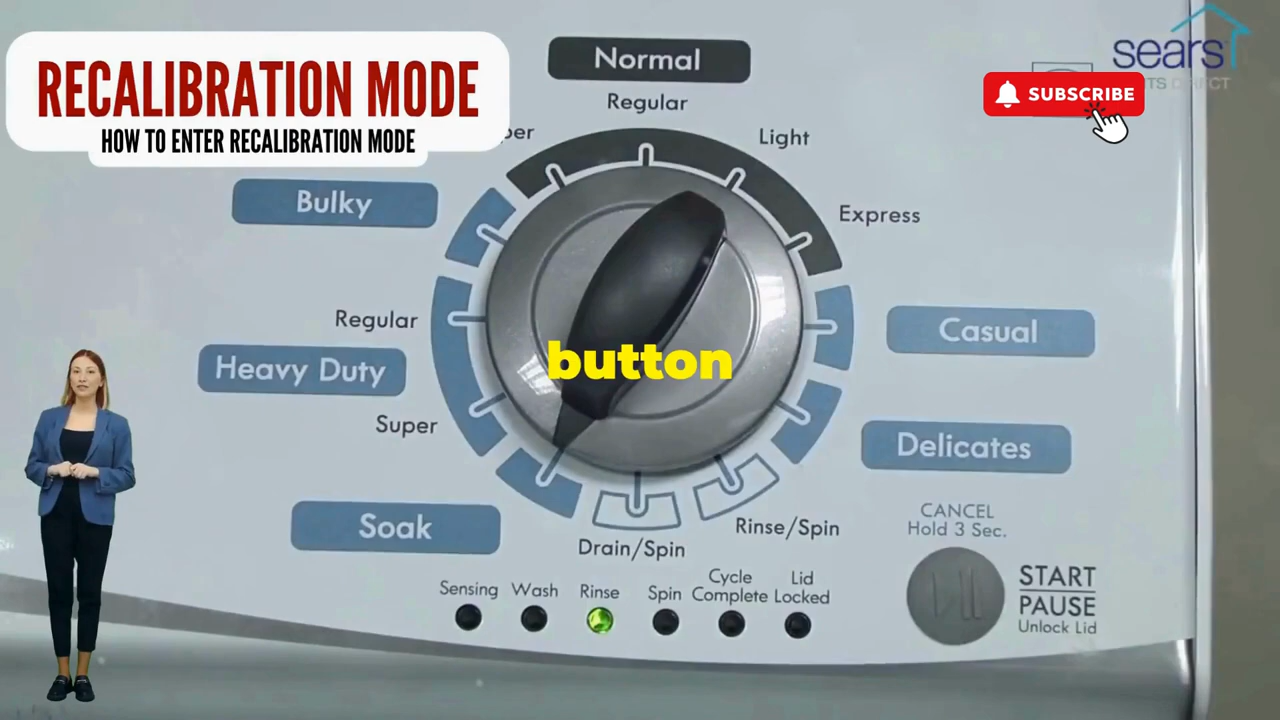 RECALIBRATION MODE
HOW TO ENTER RECALIBRATION MODE
sears
SUBSCRIBE
Normal
Regular
Light
Express
Bulky
Regular
Heavy Duty
Super
Soak
Casual
Delicates
Rinse/Spin
Drain/Spin
button
CANCEL
Hold 3 Sec.
Sensing
Wash
Rinse
Spin
Cycle
Complete
Lid
Locked
START
PAUSE
Unlock Lid